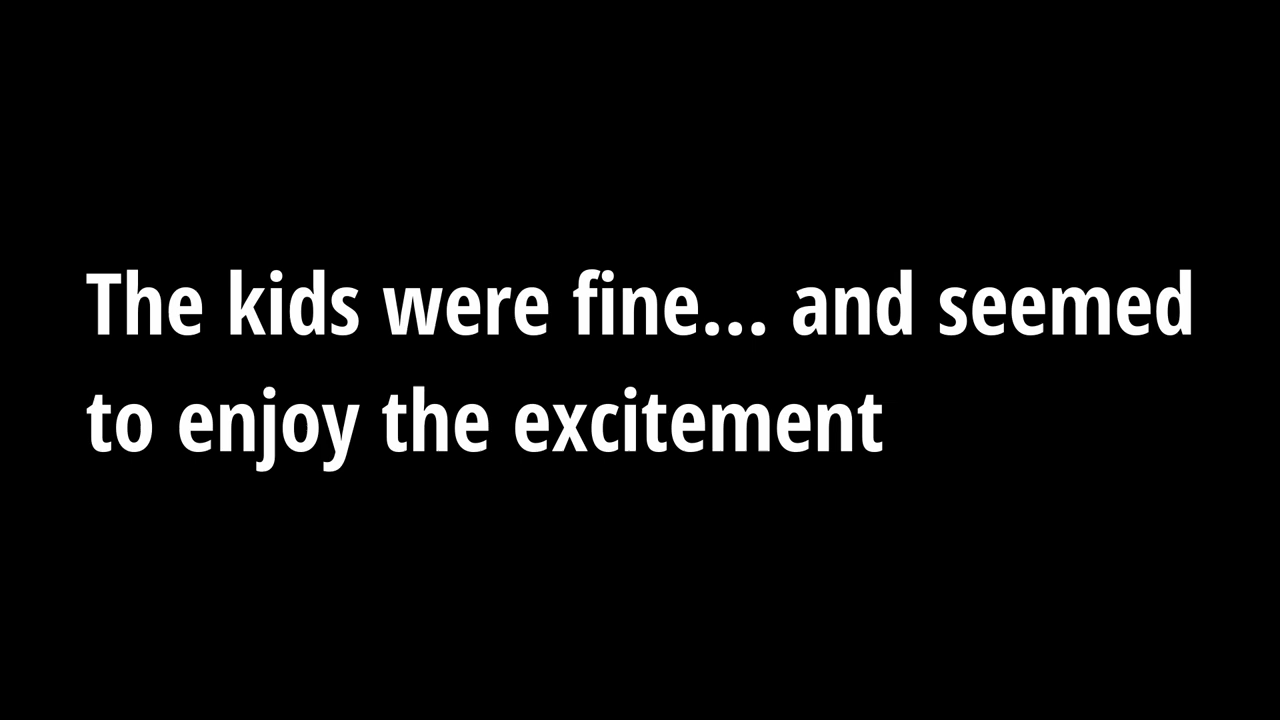 The kids were fine... and seemed
to enjoy the excitement